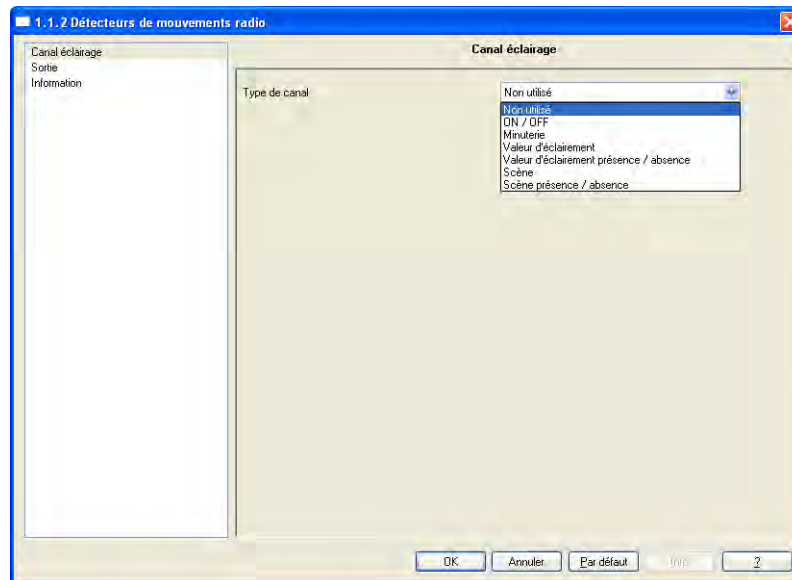 1.1.2 Détecteurs de mouvements radio
Canal éclairage
Sortie
Information
Canal éclairage
Type de canal
Non utilisé
Non utilisé
ON / OFF
Minuterie
Valeur d'éclairement
Valeur d'éclairement présence / absence
Scène
Scène présence / absence
OK Annuler Par défaut ?